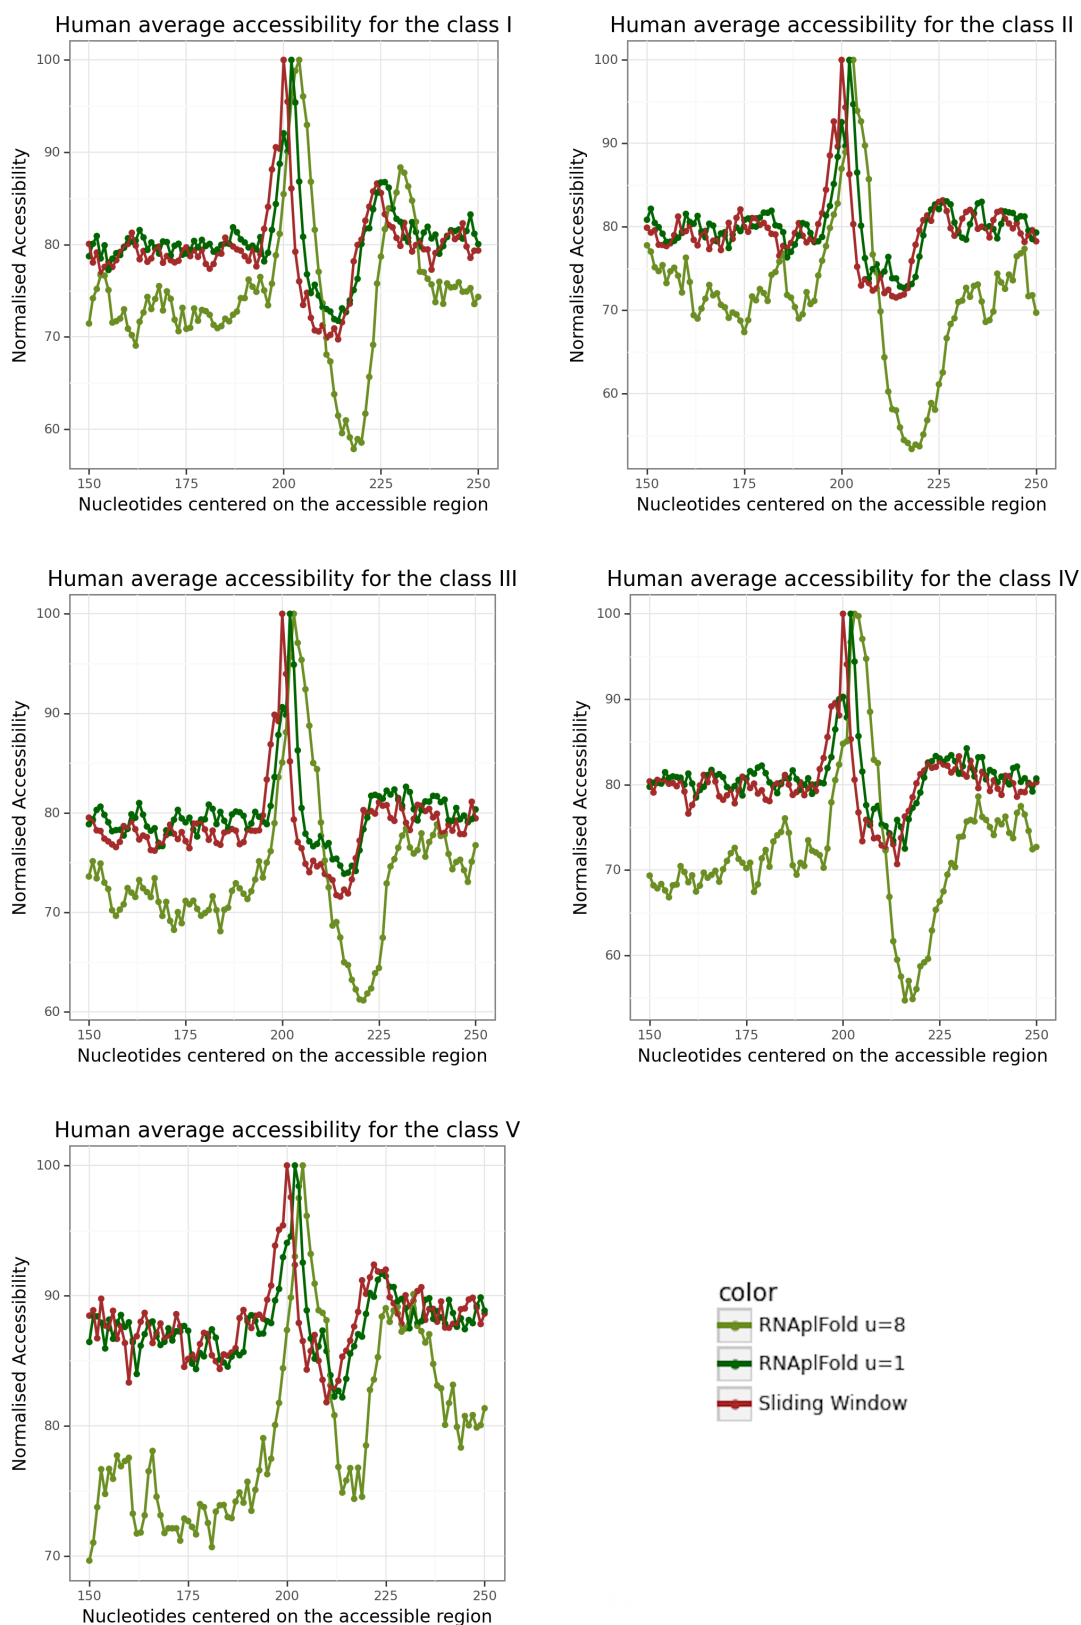 Human average accessibility for the class I
Human average accessibility for the class II
100
90
80
70
60
Normalised Accessibility
150 175 200 225 250
Nucleotides centered on the accessible region
100
90
80
70
60
Normalised Accessibility
150 175 200 225 250
Nucleotides centered on the accessible region
Human average accessibility for the class III
Human average accessibility for the class IV
100
90
80
70
60
Normalised Accessibility
150 175 200 225 250
Nucleotides centered on the accessible region
100
90
80
70
60
Normalised Accessibility
150 175 200 225 250
Nucleotides centered on the accessible region
Human average accessibility for the class V
100
90
80
70
Normalised Accessibility
150 175 200 225 250
Nucleotides centered on the accessible region
color
RNAplFold u=8
RNAplFold u=1
Sliding Window